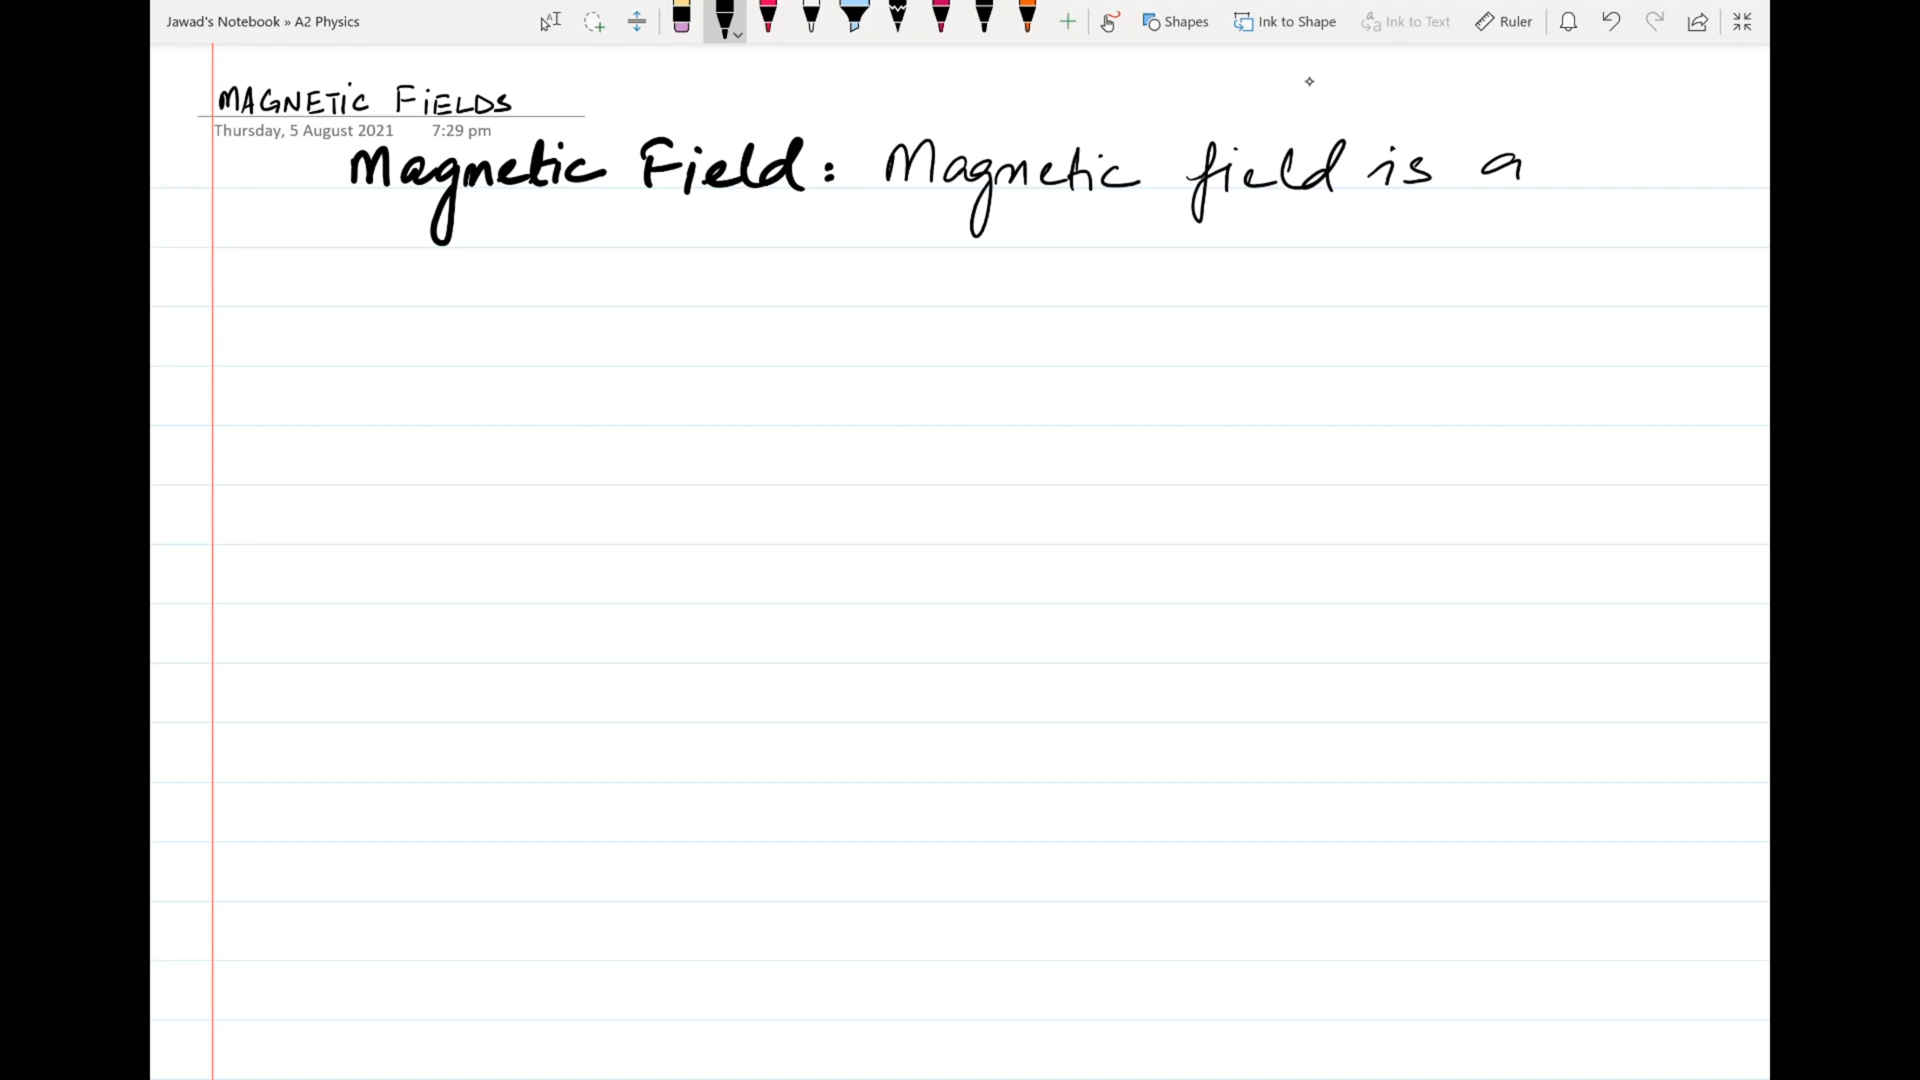 Jawad's Notebook » A2 Physics
Shapes
Ink to Shape
Ink to Text
Ruler
MAGNETIC FIELDS
Thursday, 5 August 2021 7:29 pm
Magnetic Field: Magnetic field is a